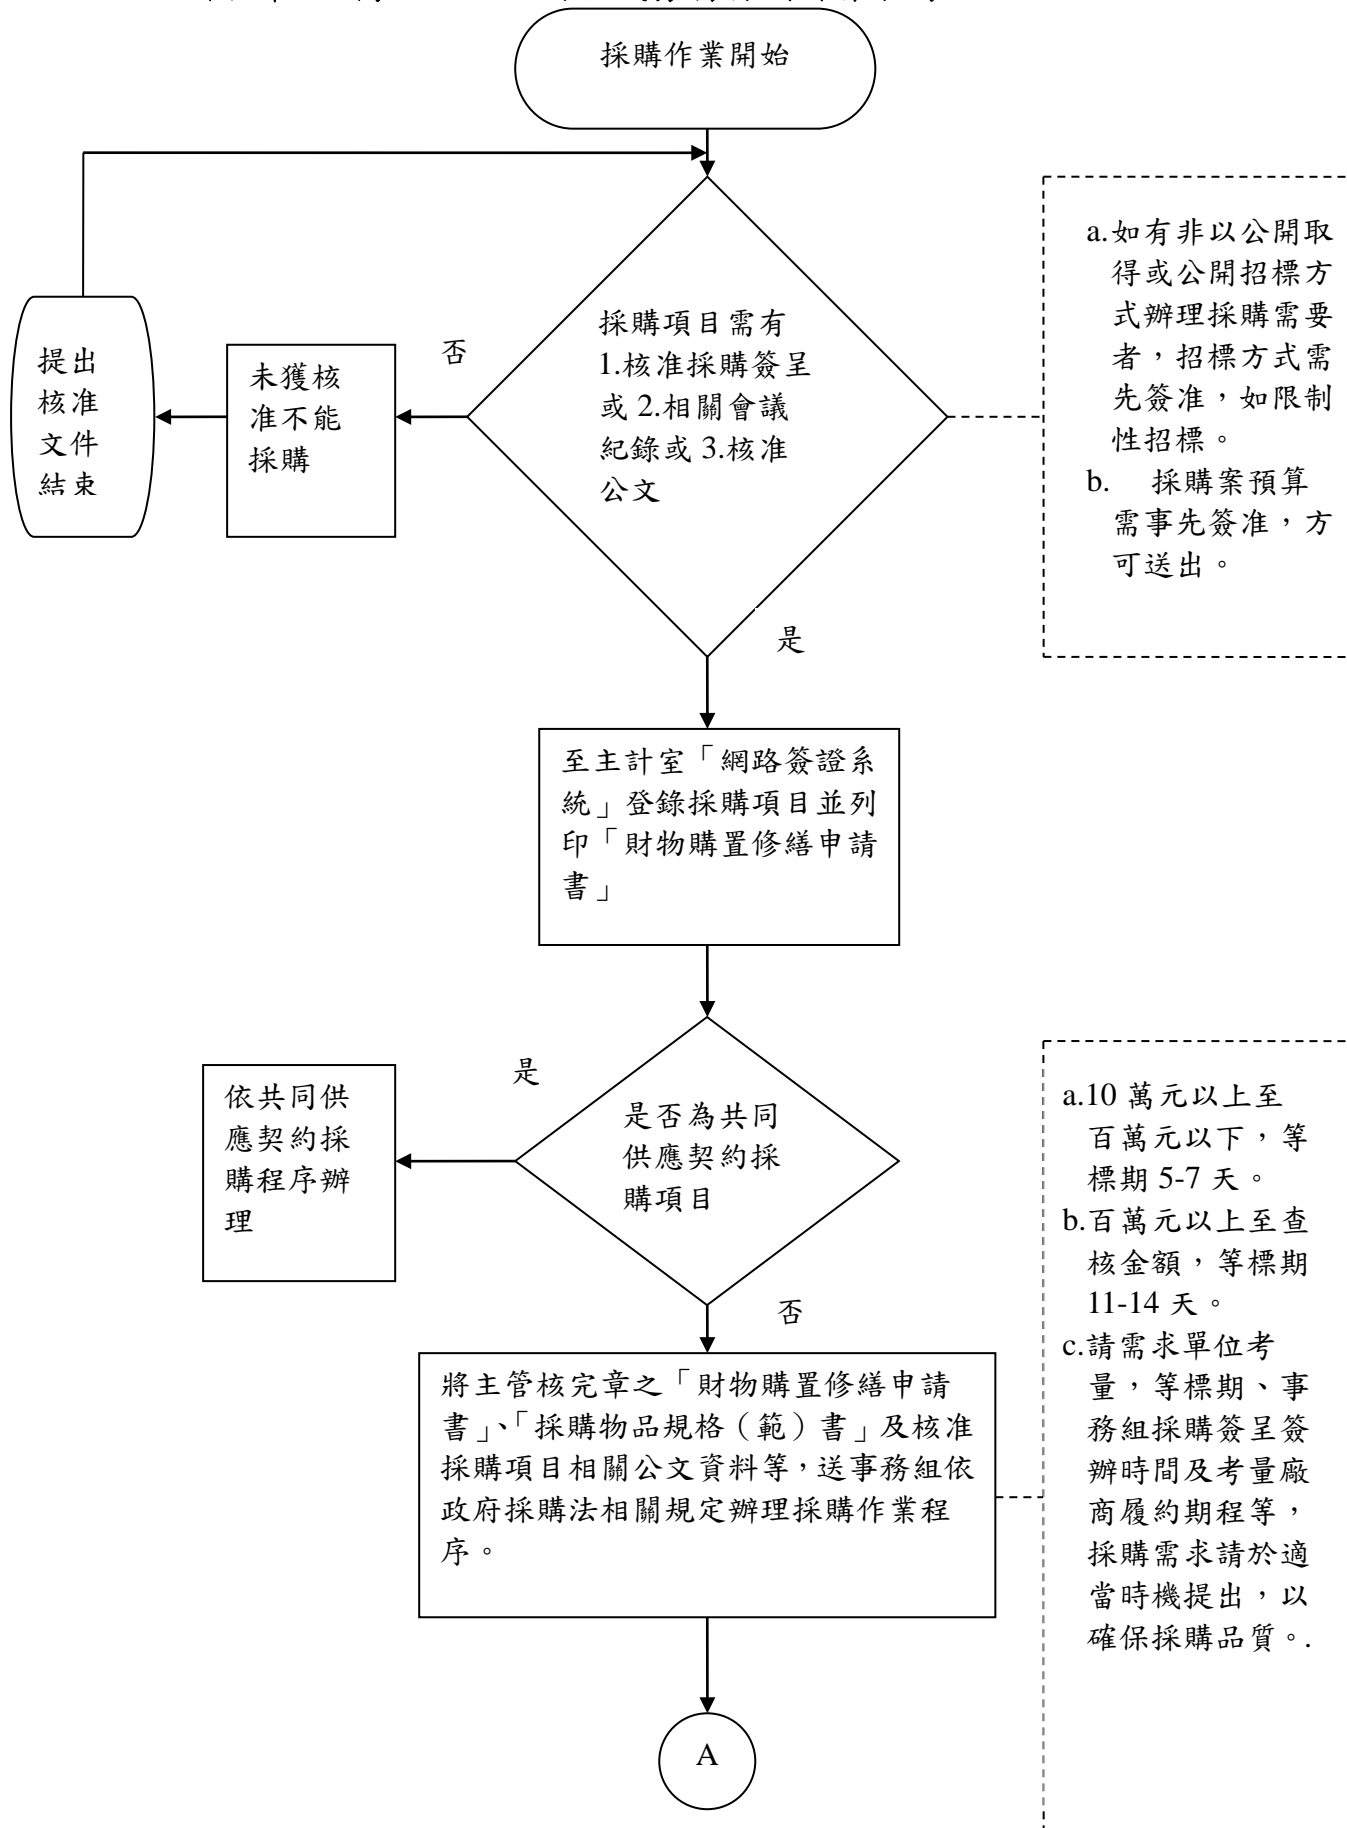 採購作業開始
a.如有非以公開取
得或公開招標方
式辦理採購需要
者，招標方式需
先簽准，如限制
性招標。
b. 採購案預算
需事先簽准，方
可送出。
採購項目需有
1.核准採購簽呈
或 2.相關會議
紀錄或 3.核准
公文
否
未獲核
准不能
採購
提出
核准
文件
結束
是
至主計室「網路簽證系
統」登錄採購項目並列
印「財物購置修繕申請
書」
是否為共同
供應契約採
購項目
是
依共同供
應契約採
購程序辦
理
否
a.10 萬元以上至
百萬元以下，等
標期 5-7 天。
b.百萬元以上至查
核金額，等標期
11-14 天。
c.請需求單位考
量，等標期、事
務組採購簽呈簽
辦時間及考量廠
商履約期程等，
採購需求請於適
當時機提出，以
確保採購品質。.
將主管核完章之「財物購置修繕申請
書」、「採購物品規格（範）書」及核准
採購項目相關公文資料等，送事務組依
政府採購法相關規定辦理採購作業程
序。
A